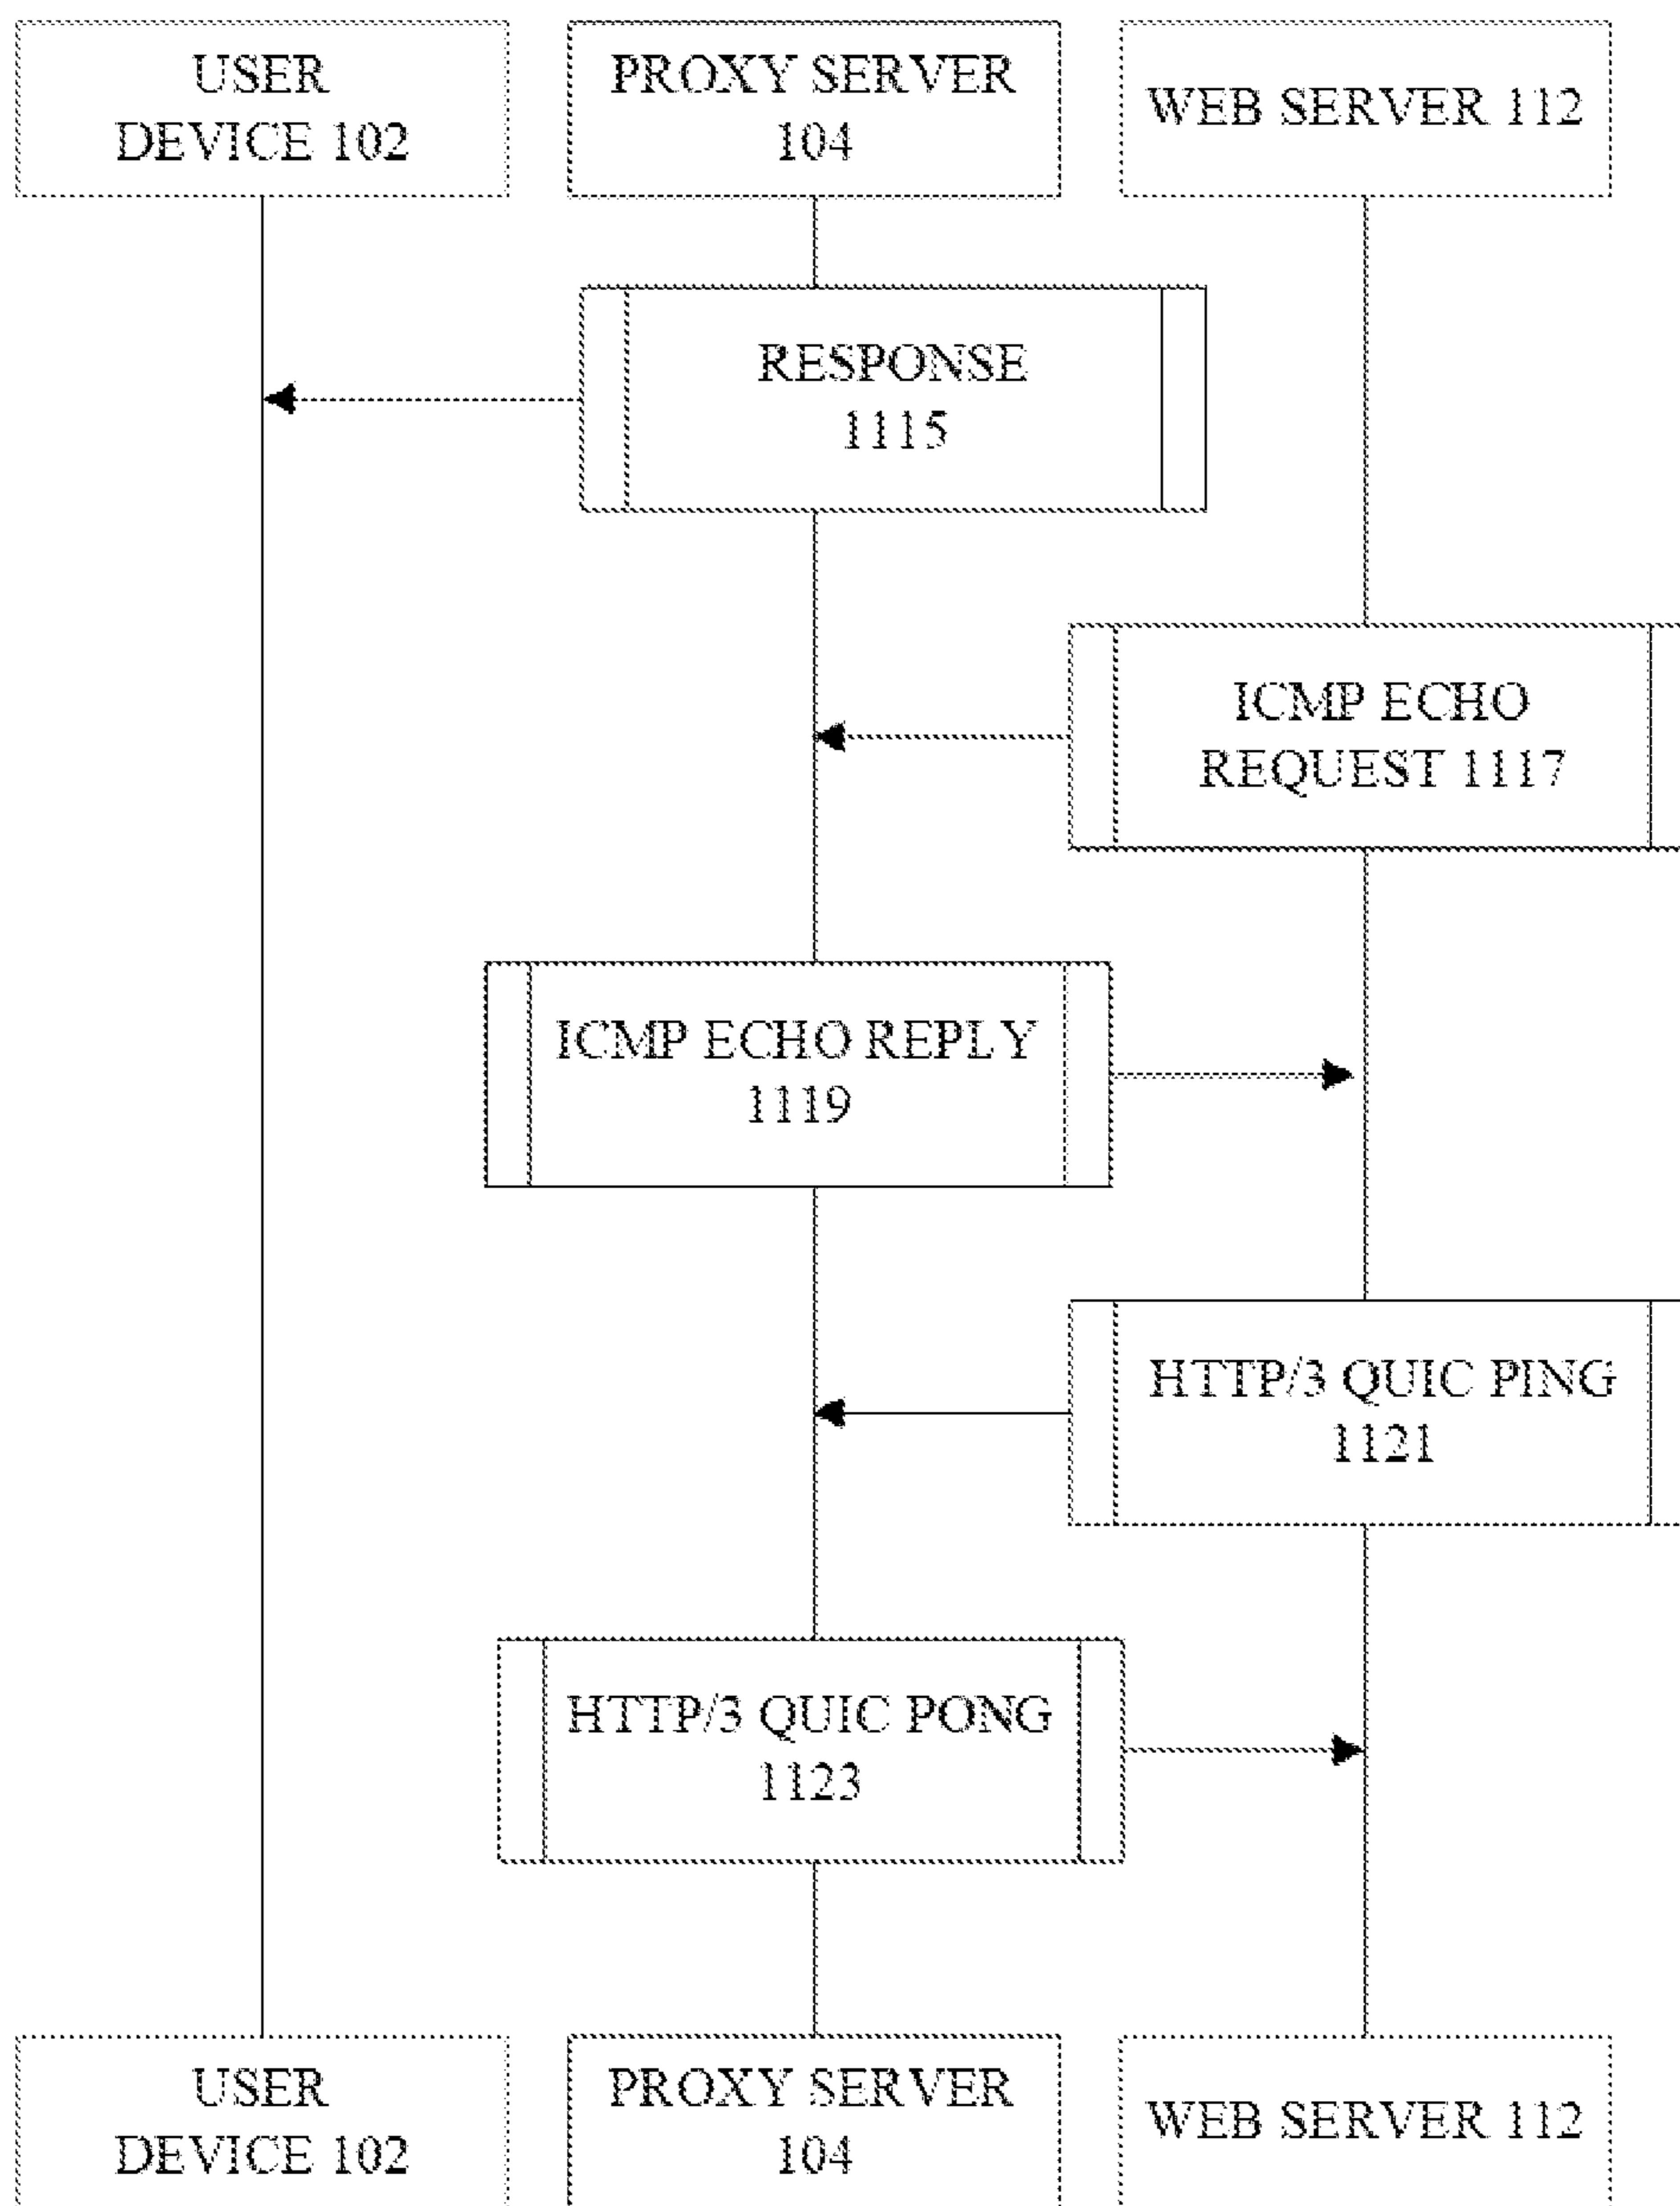 USER
DEVICE 102
PROXY SERVER
104
WEB SERVER 112
RESPONSE
1115
ICMP ECHO
REQUEST 1117
ICMP ECHO REPLY
1119
HTTP/3 QUIC PING
1121
HTTP/3 QUIC PONG
1123
USER
DEVICE 102
PROXY SERVER
104
WEB SERVER 112